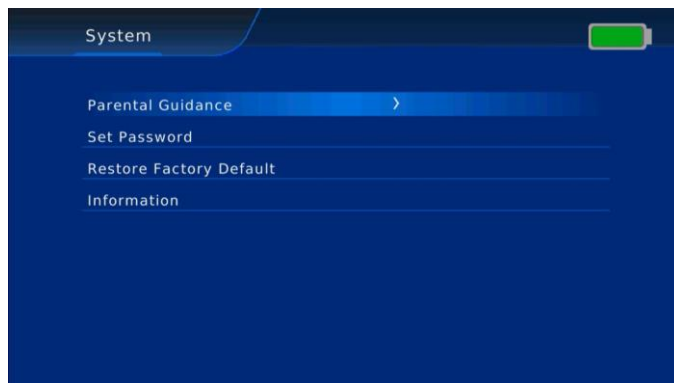 System
Parental Guidance >
Set Password
Restore Factory Default
Information